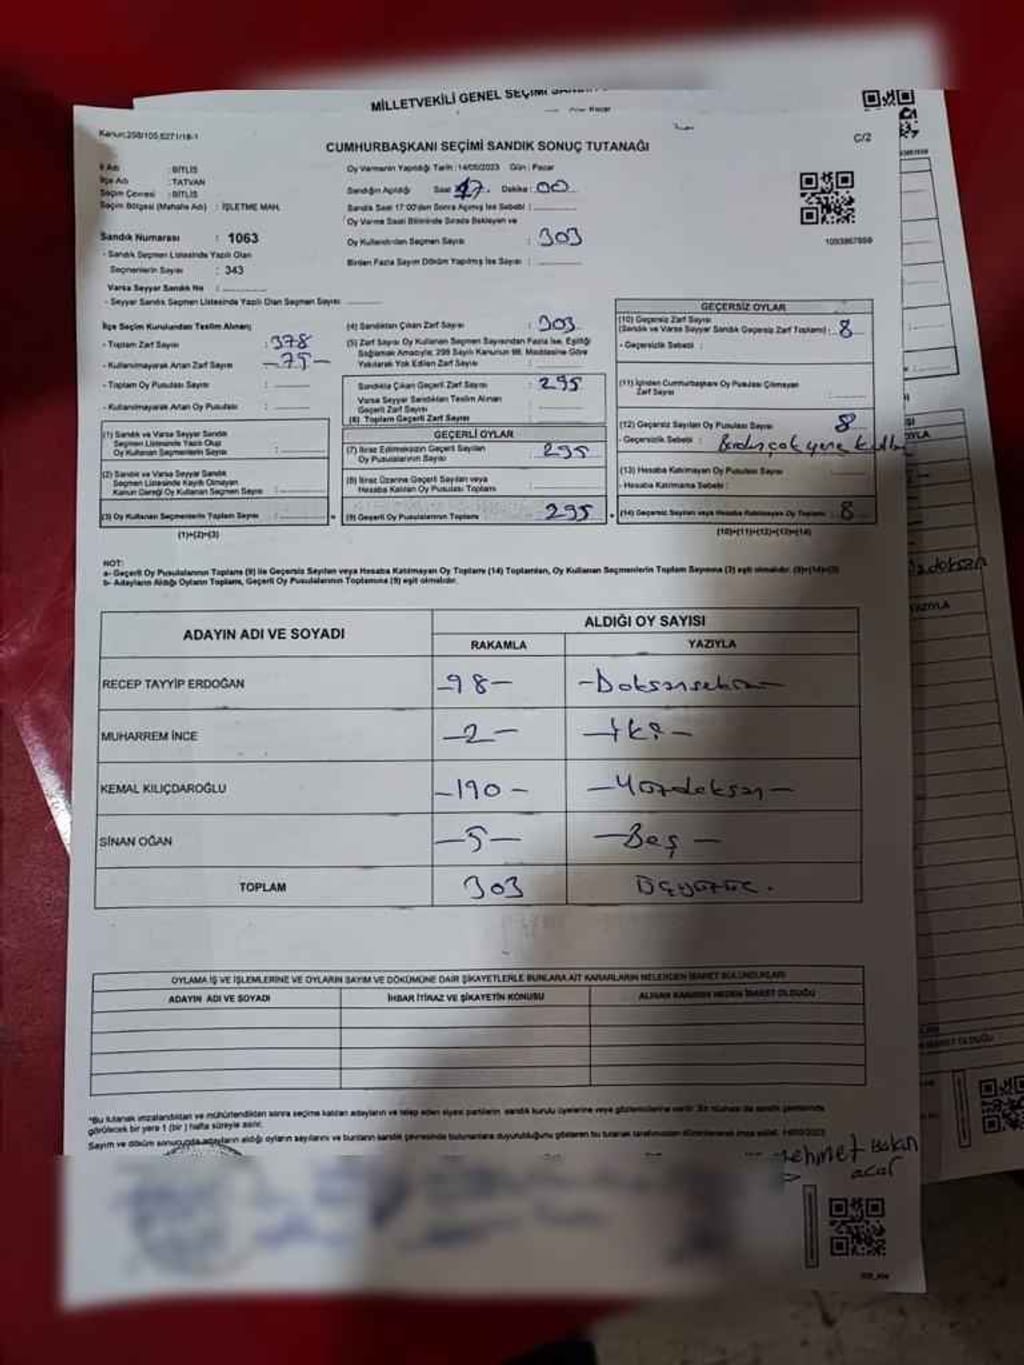 MİLLETVEKİLİ GENEL SEÇİMİ
Pazar
Kanun:298/105,6271/18-1
C/2
CUMHURBAŞKANI SEÇİMİ SANDIK SONUÇ TUTANAĞI
İl Adı : BİTLİS
İlçe Adı : TATVAN
Seçim Çevresi : BİTLİS
Seçim Bölgesi (Mahalle Adı) : İŞLETME MAH.
Sandık Numarası : 1063
- Sandık Seçmen Listesinde Yazılı Olan
Seçmenlerin Sayısı : 343
Varsa Seyyar Sandık No :
- Seyyar Sandık Seçmen Listesinde Yazılı Olan Seçmen Sayısı
Oy Vermenin Yapıldığı Tarih :14/05/2023 Gün : Pazar
Sandığın Açıldığı Saat 17. Dakika : 00
Sandık Saat 17:00'den Sonra Açılmış İse Sebebi :
Oy Verme Saati Bitiminde Sırada Bekleyen ve
Oy Kullandırılan Seçmen Sayısı : 303
Birden Fazla Sayım Döküm Yapılmış İse Sayısı :
1093867859
İlçe Seçim Kurulundan Teslim Alınan;
- Toplam Zarf Sayısı : 378
- Kullanılmayarak Artan Zarf Sayısı -75-
- Toplam Oy Pusulası Sayısı :
- Kullanılmayarak Artan Oy Pusulası :
(1) Sandık ve Varsa Seyyar Sandık
Seçmen Listesinde Yazılı Olup
Oy Kullanan Seçmenlerin Sayısı :
(2) Sandık ve Varsa Seyyar Sandık
Seçmen Listesinde Kayıtlı Olmayan
Kanun Gereği Oy Kullanan Seçmen Sayısı :
(3) Oy Kullanan Seçmenlerin Toplam Sayısı :
(1)+(2)=(3)
(4) Sandıktan Çıkan Zarf Sayısı : 303
(5) Zarf Sayısı Oy Kullanan Seçmen Sayısından Fazla İse, Eşitliği
Sağlamak Amacıyla; 298 Sayılı Kanunun 98. Maddesine Göre
Yakılarak Yok Edilen Zarf Sayısı :
Sandıkta Çıkan Geçerli Zarf Sayısı : 295
Varsa Seyyar Sandıktan Teslim Alınan
Geçerli Zarf Sayısı :
(6) Toplam Geçerli Zarf Sayısı :
GEÇERLİ OYLAR
(7) İtiraz Edilmeksizin Geçerli Sayılan
Oy Pusulalarının Sayısı : 295
(8) İtiraz Üzerine Geçerli Sayılan veya
Hesaba Katılan Oy Pusulası Toplamı :
= (9) Geçerli Oy Pusulalarının Toplamı : 295
GEÇERSİZ OYLAR
(10) Geçersiz Zarf Sayısı
(Sandık ve Varsa Seyyar Sandık Geçersiz Zarf Toplamı) : 8
- Geçersizlik Sebebi :
(11) İçinden Cumhurbaşkanı Oy Pusulası Çıkmayan
Zarf Sayısı :
(12) Geçersiz Sayılan Oy Pusulası Sayısı : 8
- Geçersizlik Sebebi : Birden çok yere
(13) Hesaba Katılmayan Oy Pusulası Sayısı :
- Hesaba Katılmama Sebebi :
+ (14) Geçersiz Sayılan veya Hesaba Katılmayan Oy Toplamı : 8
(10)+(11)+(12)+(13)=(14)
NOT:
a- Geçerli Oy Pusulalarının Toplamı (9) ile Geçersiz Sayılan veya Hesaba Katılmayan Oy Toplamı (14) Toplamları, Oy Kullanan Seçmenlerin Toplam Sayısına (3) eşit olmalıdır. (9)+(14)=(3)
b- Adayların Aldığı Oyların Toplamı, Geçerli Oy Pusulalarının Toplamına (9) eşit olmalıdır.
ADAYIN ADI VE SOYADI
ALDIĞI OY SAYISI
RAKAMLA YAZIYLA
RECEP TAYYİP ERDOĞAN -98- -Doksansekiz-
MUHARREM İNCE -2- -İki-
KEMAL KILIÇDAROĞLU -190- -Yüzdoksan-
SİNAN OĞAN -5- -Beş-
TOPLAM 303 Üçyüzüç.
OYLAMA İŞ VE İŞLEMLERİNE VE OYLARIN SAYIM VE DÖKÜMÜNE DAİR ŞİKAYETLERLE BUNLARA AİT KARARLARIN NELERDEN İBARET BULUNDUKLARI
ADAYIN ADI VE SOYADI İHBAR İTİRAZ VE ŞİKAYETİN KONUSU ALINAN KARARIN NEDEN İBARET OLDUĞU
*Bu tutanak imzalandıktan ve mühürlendikten sonra seçime katılan adayların ve talep eden siyasi partilerin sandık kurulu üyelerine veya gözlemcilerine verilir. Bir nüshası da sandık çevresinde
görülecek bir yere 1 (bir) hafta süreyle asılır.
Sayım ve döküm sonucunda adayların aldığı oyların sayılarını ve bunların sandık çevresinde bulunanlara duyurulduğunu gösteren bu tutanak tarafımızdan düzenlenerek imza edildi. 14/05/2023
Mehmet
acar